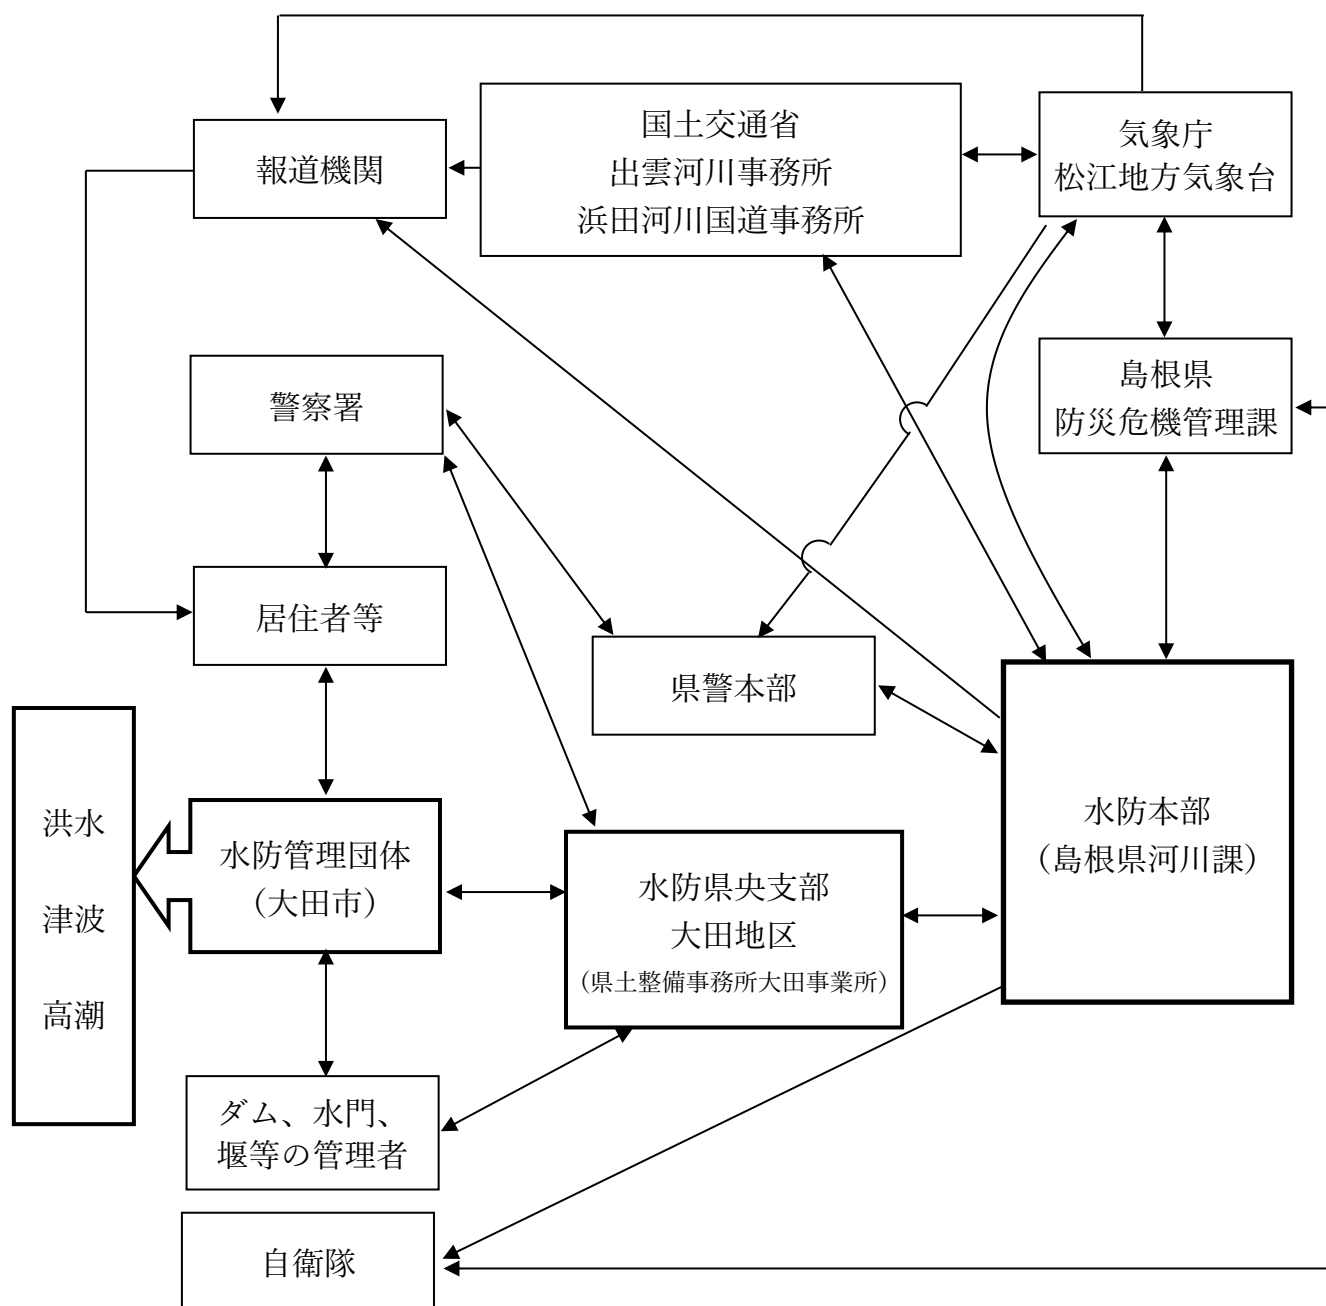 国土交通省
出雲河川事務所
浜田河川国道事務所
気象庁
松江地方気象台
報道機関
島根県
防災危機管理課
警察署
居住者等
県警本部
洪水
津波
高潮
水防管理団体
（大田市）
水防県央支部
大田地区
（県土整備事務所大田事業所）
水防本部
（島根県河川課）
ダム、水門、
堰等の管理者
自衛隊